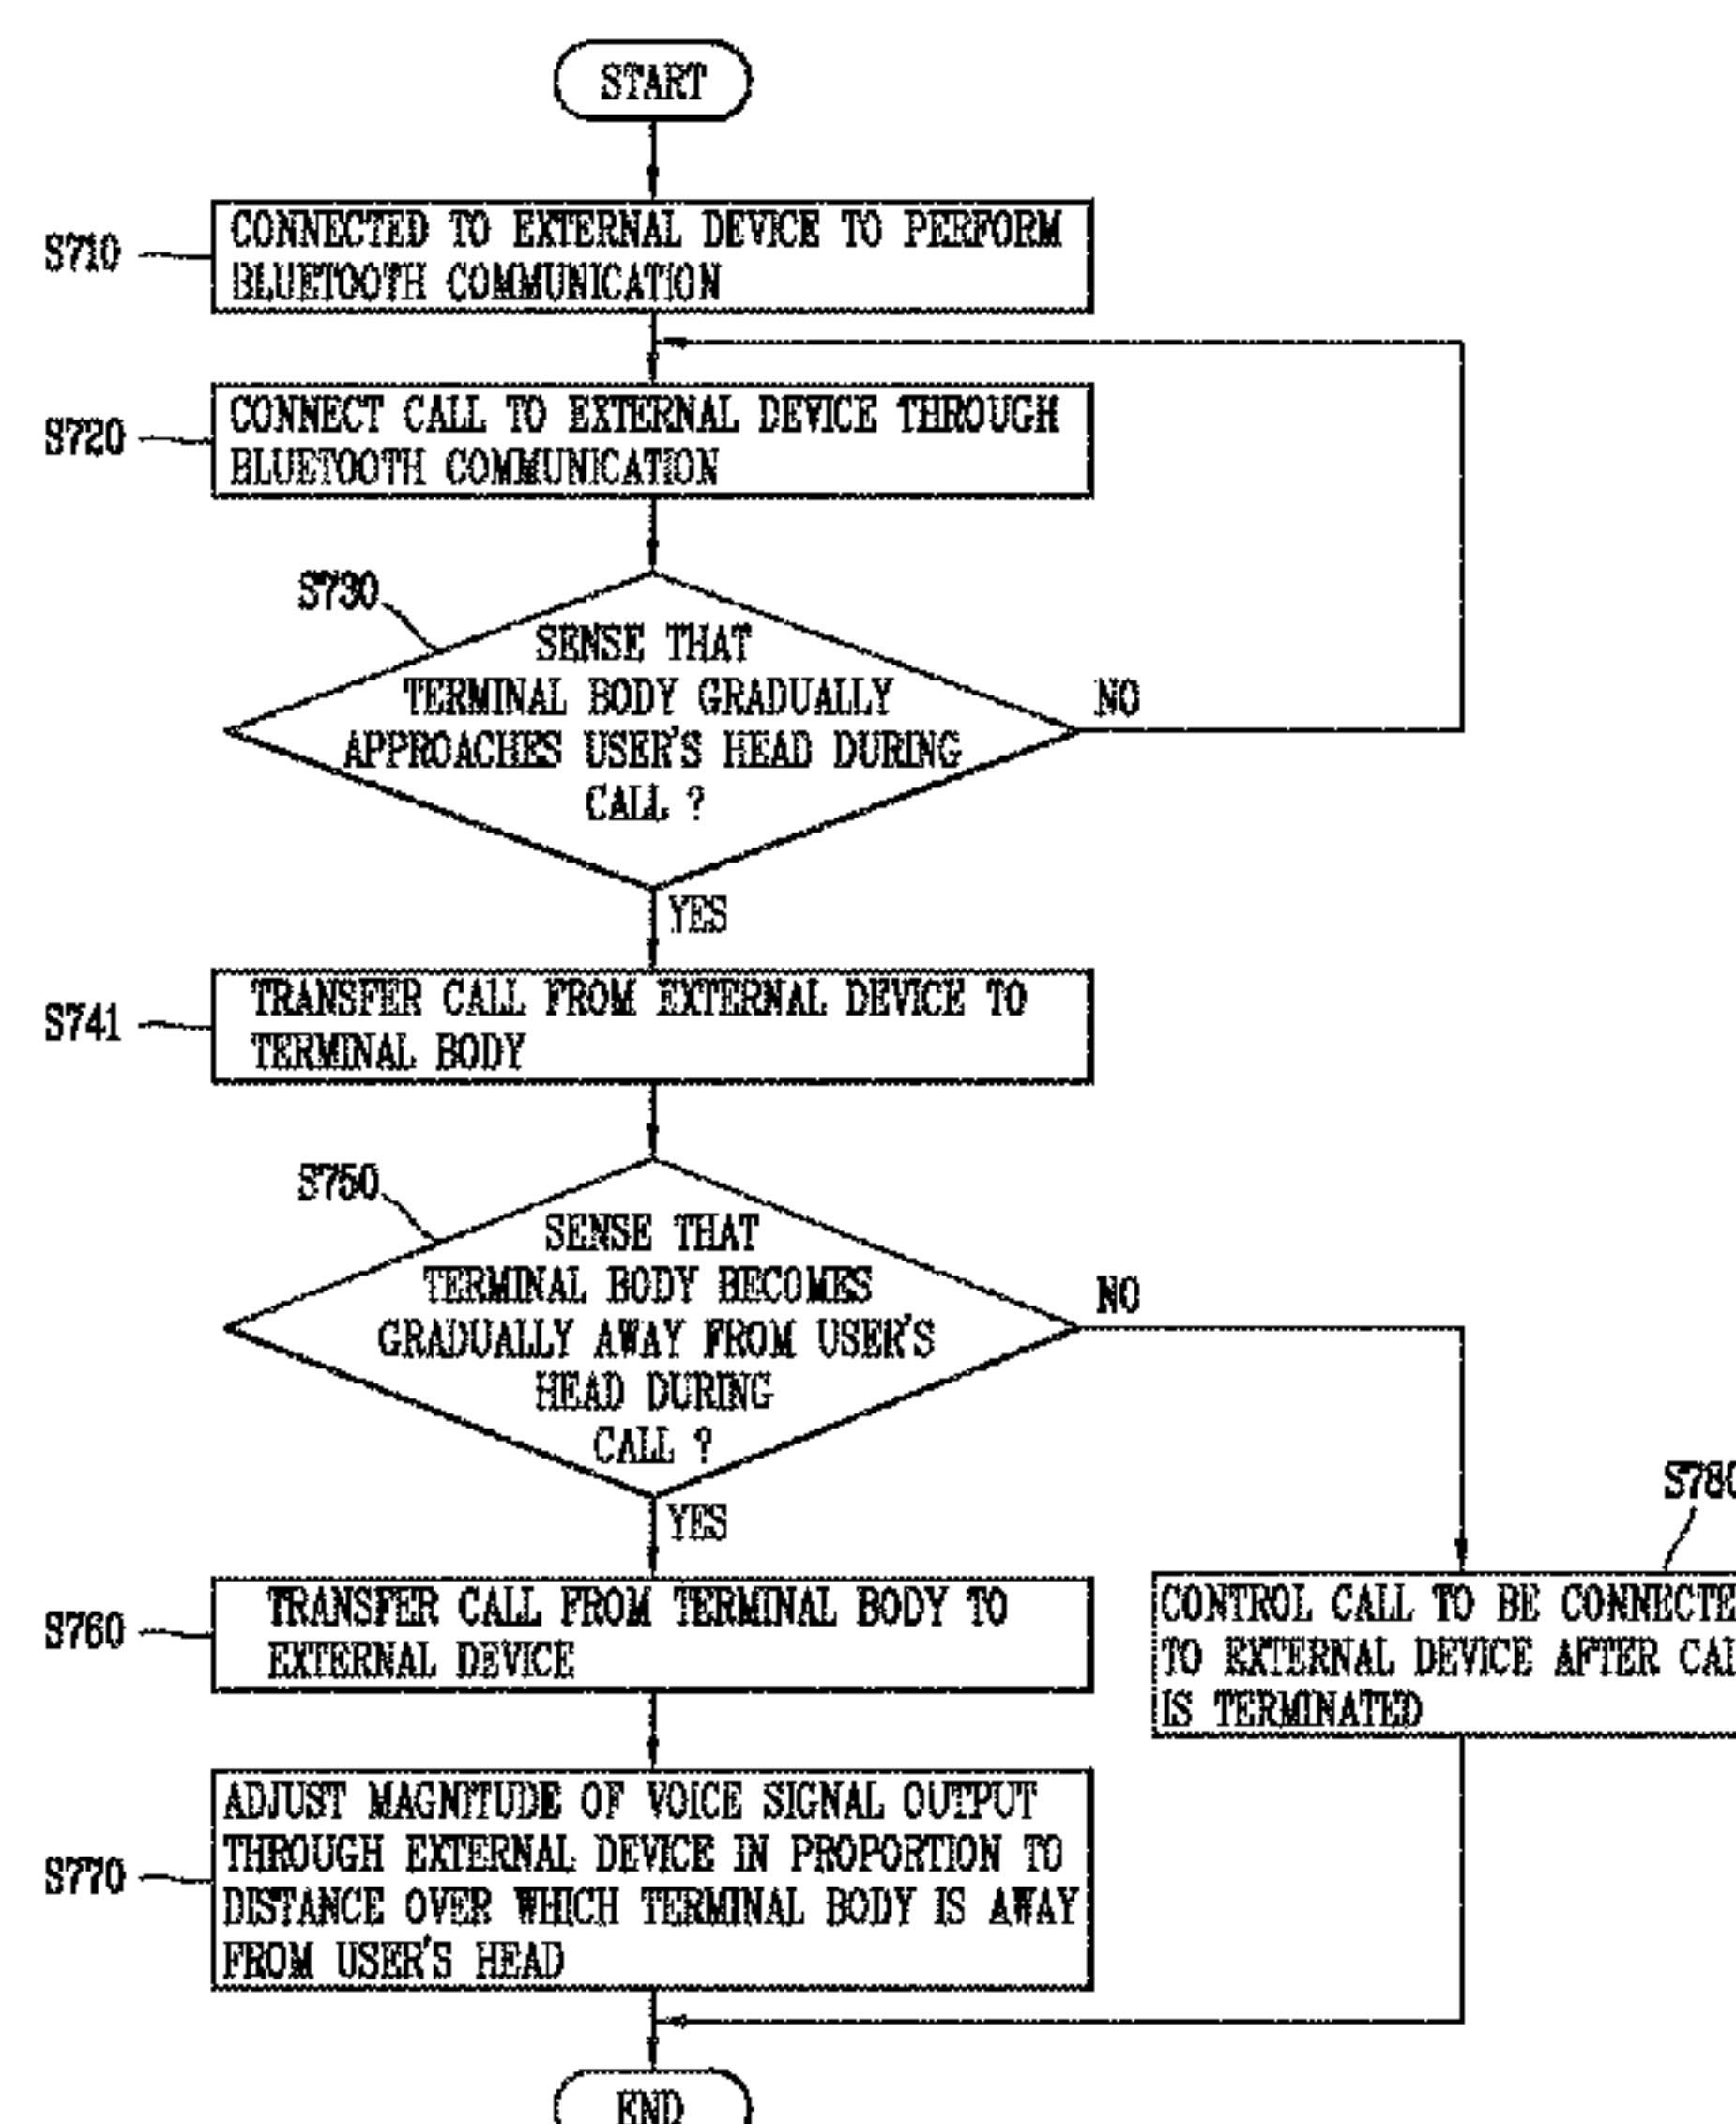 START
S710
CONNECTED TO EXTERNAL DEVICE TO PERFORM
BLUETOOTH COMMUNICATION
S720
CONNECT CALL TO EXTERNAL DEVICE THROUGH
BLUETOOTH COMMUNICATION
S730
SENSE THAT
TERMINAL BODY GRADUALLY
APPROACHES USER'S HEAD DURING
CALL ?
NO
YES
S741
TRANSFER CALL FROM EXTERNAL DEVICE TO
TERMINAL BODY
S750
SENSE THAT
TERMINAL BODY BECOMES
GRADUALLY AWAY FROM USER'S
HEAD DURING
CALL ?
NO
YES
S760
TRANSFER CALL FROM TERMINAL BODY TO
EXTERNAL DEVICE
S780
CONTROL CALL TO BE
TO EXTERNAL DEVICE AFTER
IS TERMINATED
S770
ADJUST MAGNITUDE OF VOICE SIGNAL OUTPUT
THROUGH EXTERNAL DEVICE IN PROPORTION TO
DISTANCE OVER WHICH TERMINAL BODY IS AWAY
FROM USER'S HEAD
END